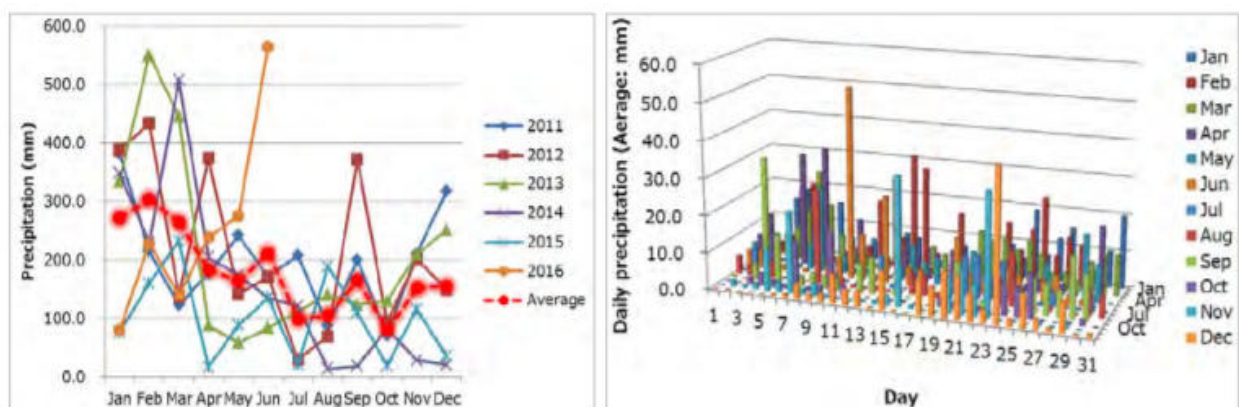 600.0
500.0
400.0
300.0
200.0
100.0
0.0
Precipitation (mm)
Jan Feb Mar Apr May Jun Jul Aug Sep Oct Nov Dec
2011
2012
2013
2014
2015
2016
Average
Daily precipitation (Aerage: mm)
60.0
50.0
40.0
30.0
20.0
10.0
0.0
1 3 5 7 9 11 13 15 17 19 21 23 25 27 29 31
Day
Jan
Apr
Jul
Oct
Jan
Feb
Mar
Apr
May
Jun
Jul
Aug
Sep
Oct
Nov
Dec